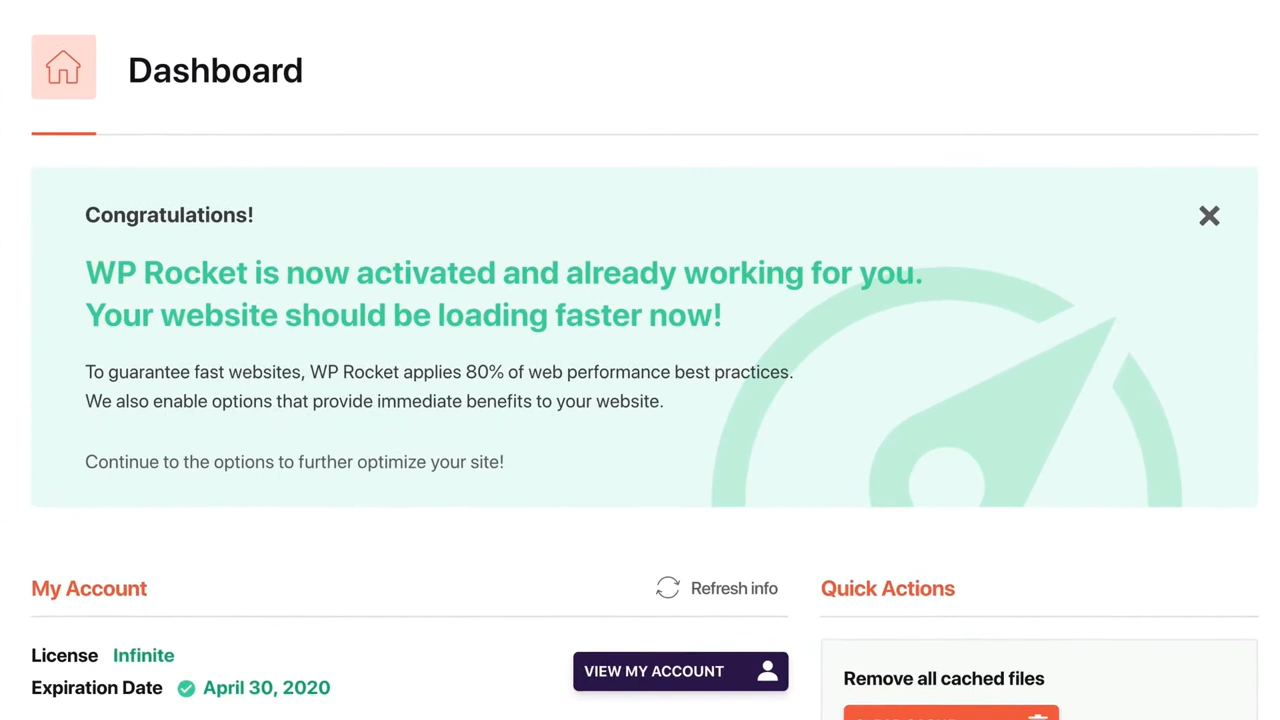 Dashboard
Congratulations!
WP Rocket is now activated and already working for you.
Your website should be loading faster now!
To guarantee fast websites, WP Rocket applies 80% of web performance best practices.
We also enable options that provide immediate benefits to your website.
Continue to the options to further optimize your site!
My Account
Refresh info
License Infinite
Expiration Date April 30, 2020
VIEW MY ACCOUNT
Quick Actions
Remove all cached files